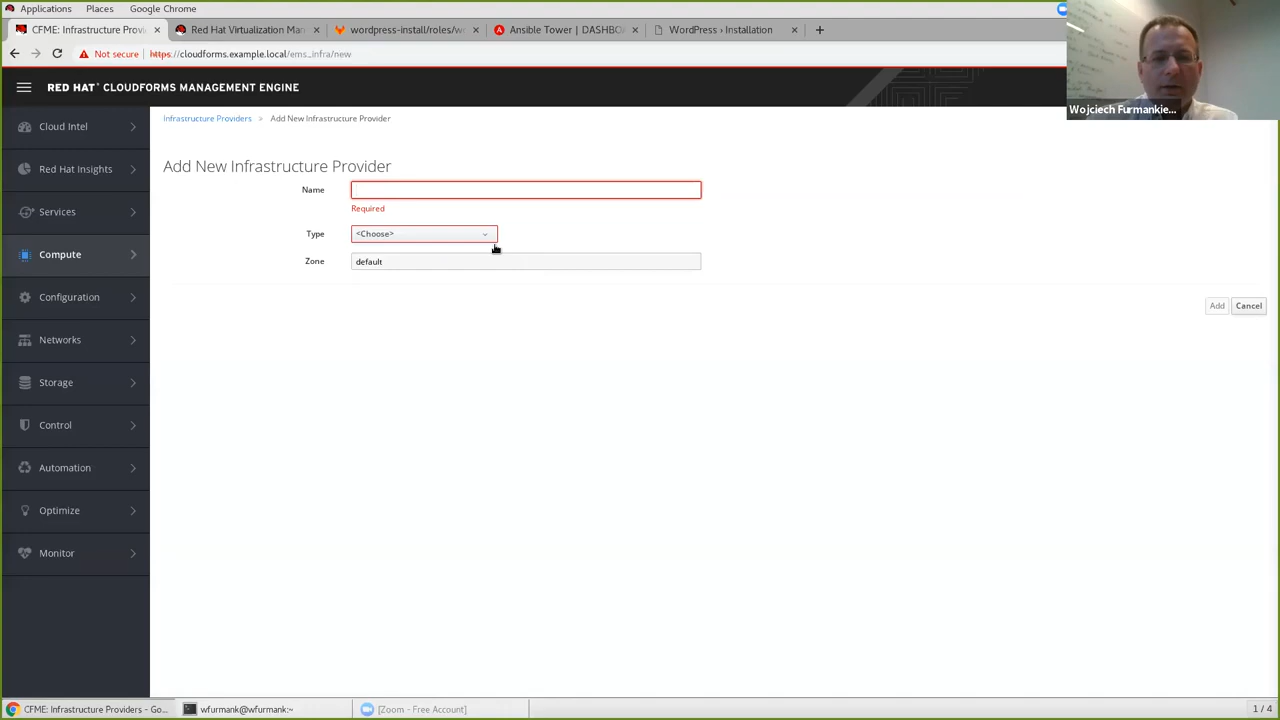 Applications Places Google Chrome
CFME: Infrastructure Provi × Red Hat Virtualization Ma × wordpress-install/roles/w × Ansible Tower | DASHBO × WordPress › Installation × +
Not secure https://cloudforms.example.local/ems_infra/new
RED HAT® CLOUDFORMS MANAGEMENT ENGINE
Wojciech Furmankie...
Cloud Intel
Red Hat Insights
Services
Compute
Configuration
Networks
Storage
Control
Automation
Optimize
Monitor
Infrastructure Providers > Add New Infrastructure Provider
Add New Infrastructure Provider
Name
Required
Type <Choose>
Zone default
Add Cancel
CFME: Infrastructure Providers - Go... wfurmank@wfurmank:~ [Zoom - Free Account] 1 / 4